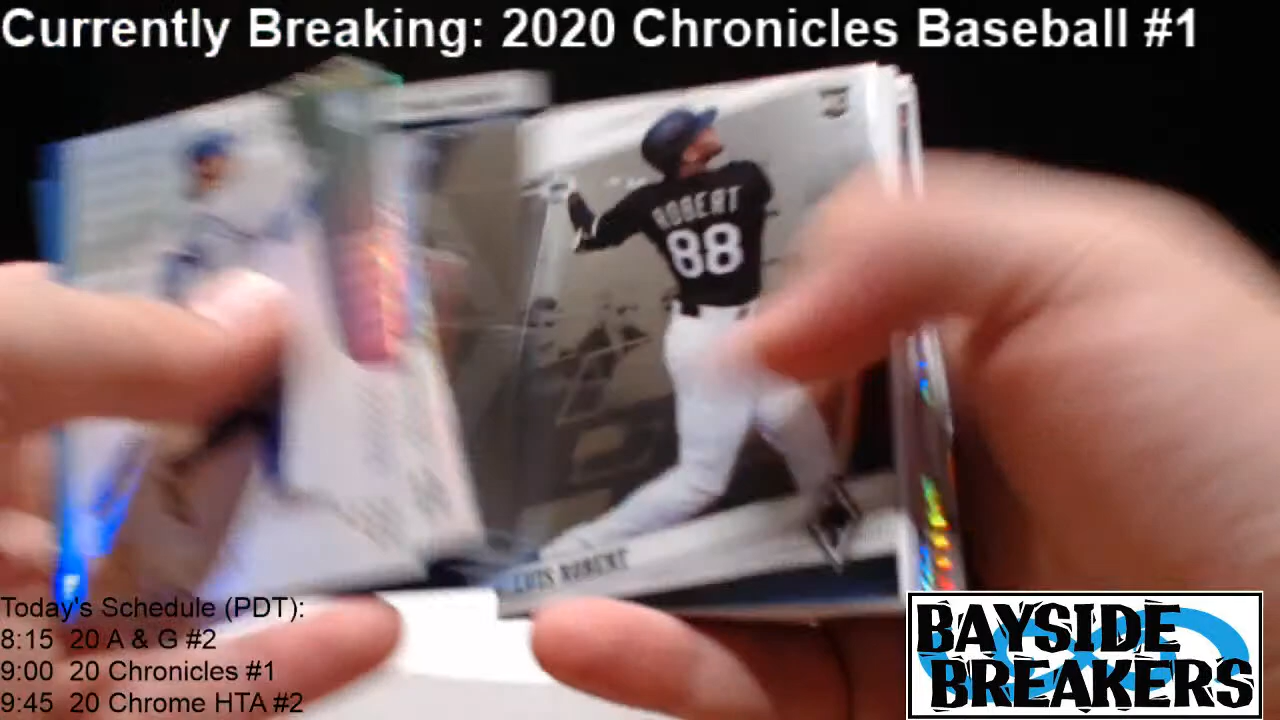 Currently Breaking: 2020 Chronicles Baseball #1
ROBERT
88
LUIS ROBERT
Today's Schedule (PDT):
8:15 20 A & G #2
9:00 20 Chronicles #1
9:45 20 Chrome HTA #2
BAYSIDE
BREAKERS